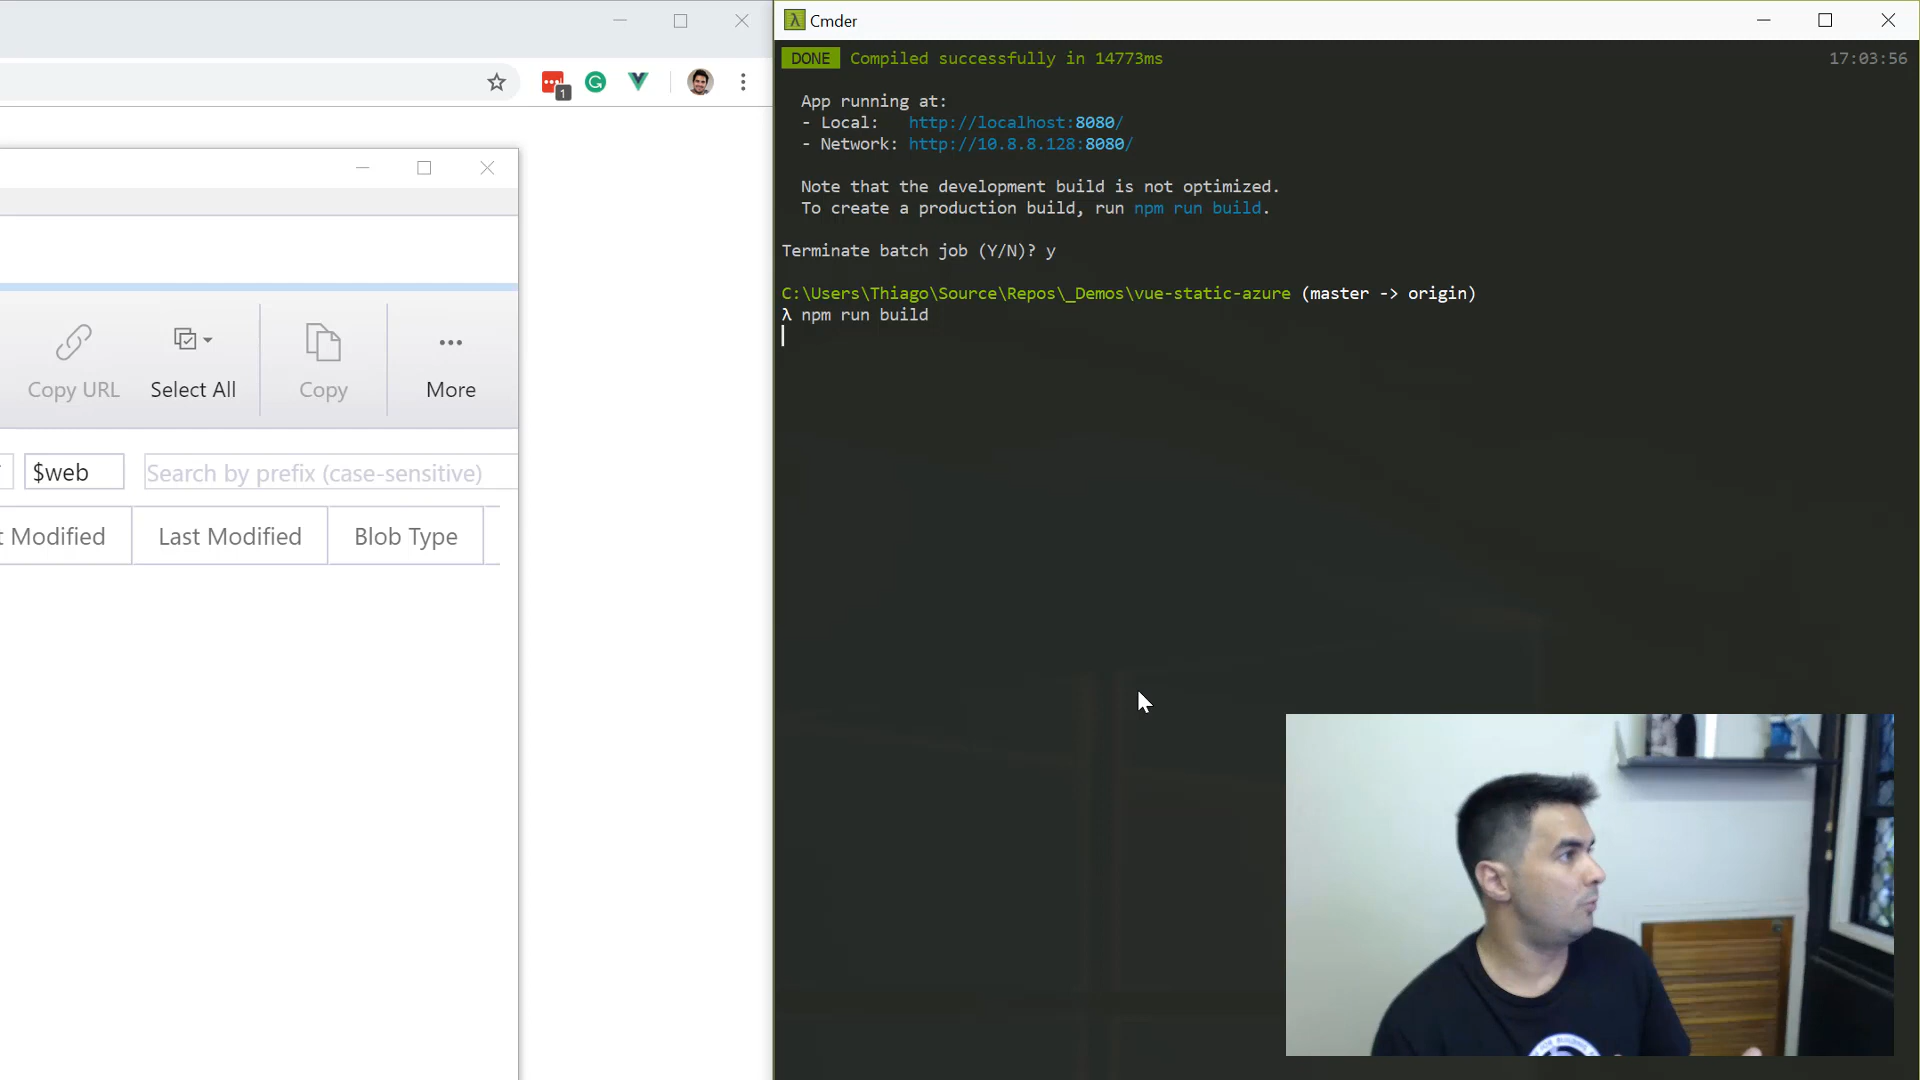 1
Copy URL
Select All
Copy
More
$web
Search by prefix (case-sensitive)
t Modified
Last Modified
Blob Type
λ Cmder
DONE Compiled successfully in 14773ms
17:03:56
App running at:
- Local: http://localhost:8080/
- Network: http://10.8.8.128:8080/
Note that the development build is not optimized.
To create a production build, run npm run build.
Terminate batch job (Y/N)? y
C:\Users\Thiago\Source\Repos\_Demos\vue-static-azure (master -> origin)
λ npm run build